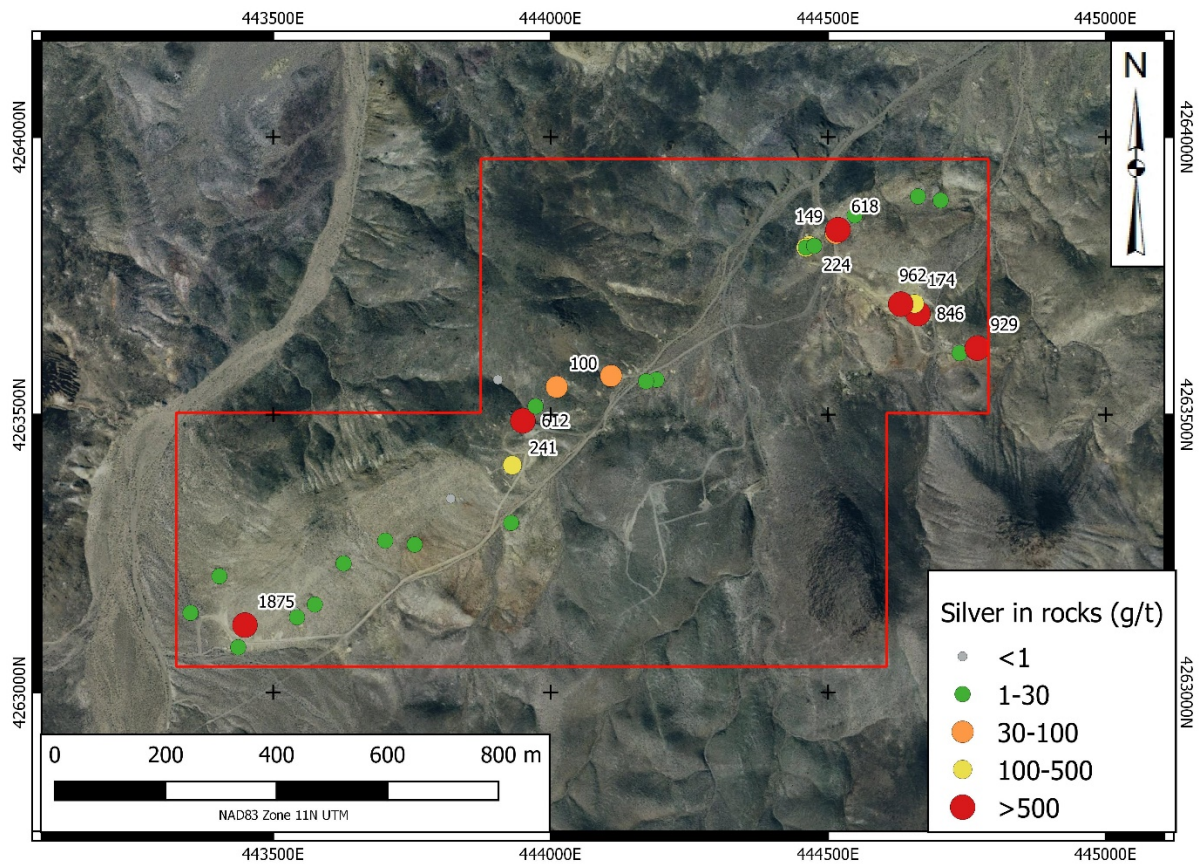 443500E 444000E 444500E 445000E
N
4264000N 4264000N
149 618
224
962 174
846
929
100
612
241
4263500N 4263500N
1875
4263000N 4263000N
Silver in rocks (g/t)
<1
1-30
30-100
100-500
>500
0 200 400 600 800 m
NAD83 Zone 11N UTM
443500E 444000E 444500E 445000E